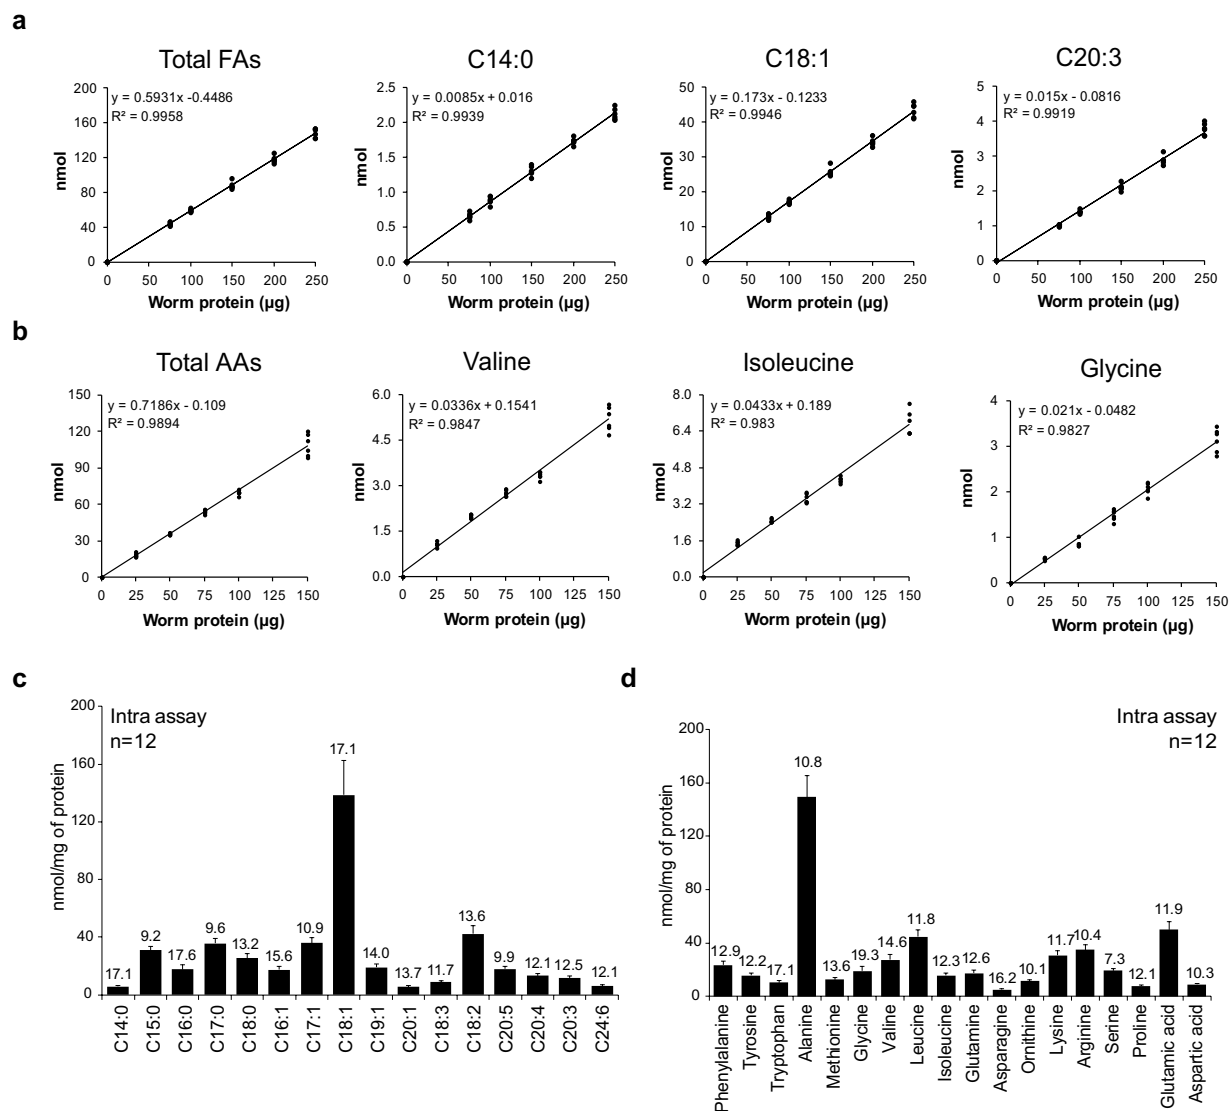 a
Total FAs
y = 0.5931x -0.4486
R² = 0.9958
200
160
120
80
40
0
nmol
0 50 100 150 200 250
Worm protein (µg)
C14:0
y = 0.0085x + 0.016
R² = 0.9939
2.5
2.0
1.5
1.0
0.5
0.0
nmol
0 50 100 150 200 250
Worm protein (µg)
C18:1
y = 0.173x - 0.1233
R² = 0.9946
50
40
30
20
10
0
nmol
0 50 100 150 200 250
Worm protein (µg)
C20:3
y = 0.015x - 0.0816
R² = 0.9919
5
4
3
2
1
0
nmol
0 50 100 150 200 250
Worm protein (µg)
b
Total AAs
y = 0.7186x - 0.109
R² = 0.9894
150
120
90
60
30
0
nmol
0 25 50 75 100 125 150
Worm protein (µg)
Valine
y = 0.0336x + 0.1541
R² = 0.9847
6.0
4.5
3.0
1.5
0.0
nmol
0 25 50 75 100 125 150
Worm protein (µg)
Isoleucine
y = 0.0433x + 0.189
R² = 0.983
8.0
6.4
4.8
3.2
1.6
0.0
nmol
0 25 50 75 100 125 150
Worm protein (µg)
Glycine
y = 0.021x - 0.0482
R² = 0.9827
4
3
2
1
0
nmol
0 25 50 75 100 125 150
Worm protein (µg)
c
Intra assay
n=12
200
160
120
80
40
0
nmol/mg of protein
17.1 9.2 17.6 9.6 13.2 15.6 10.9 17.1 14.0 13.7 11.7 13.6 9.9 12.1 12.5 12.1
C14:0 C15:0 C16:0 C17:0 C18:0 C16:1 C17:1 C18:1 C19:1 C20:1 C18:3 C18:2 C20:5 C20:4 C20:3 C24:6
d
Intra assay
n=12
200
160
120
80
40
0
nmol/mg of protein
12.9 12.2 17.1 10.8 13.6 19.3 14.6 11.8 12.3 12.6 16.2 10.1 11.7 10.4 7.3 12.1 11.9 10.3
Phenylalanine Tyrosine Tryptophan Alanine Methionine Glycine Valine Leucine Isoleucine Glutamine Asparagine Ornithine Lysine Arginine Serine Proline Glutamic acid Aspartic acid